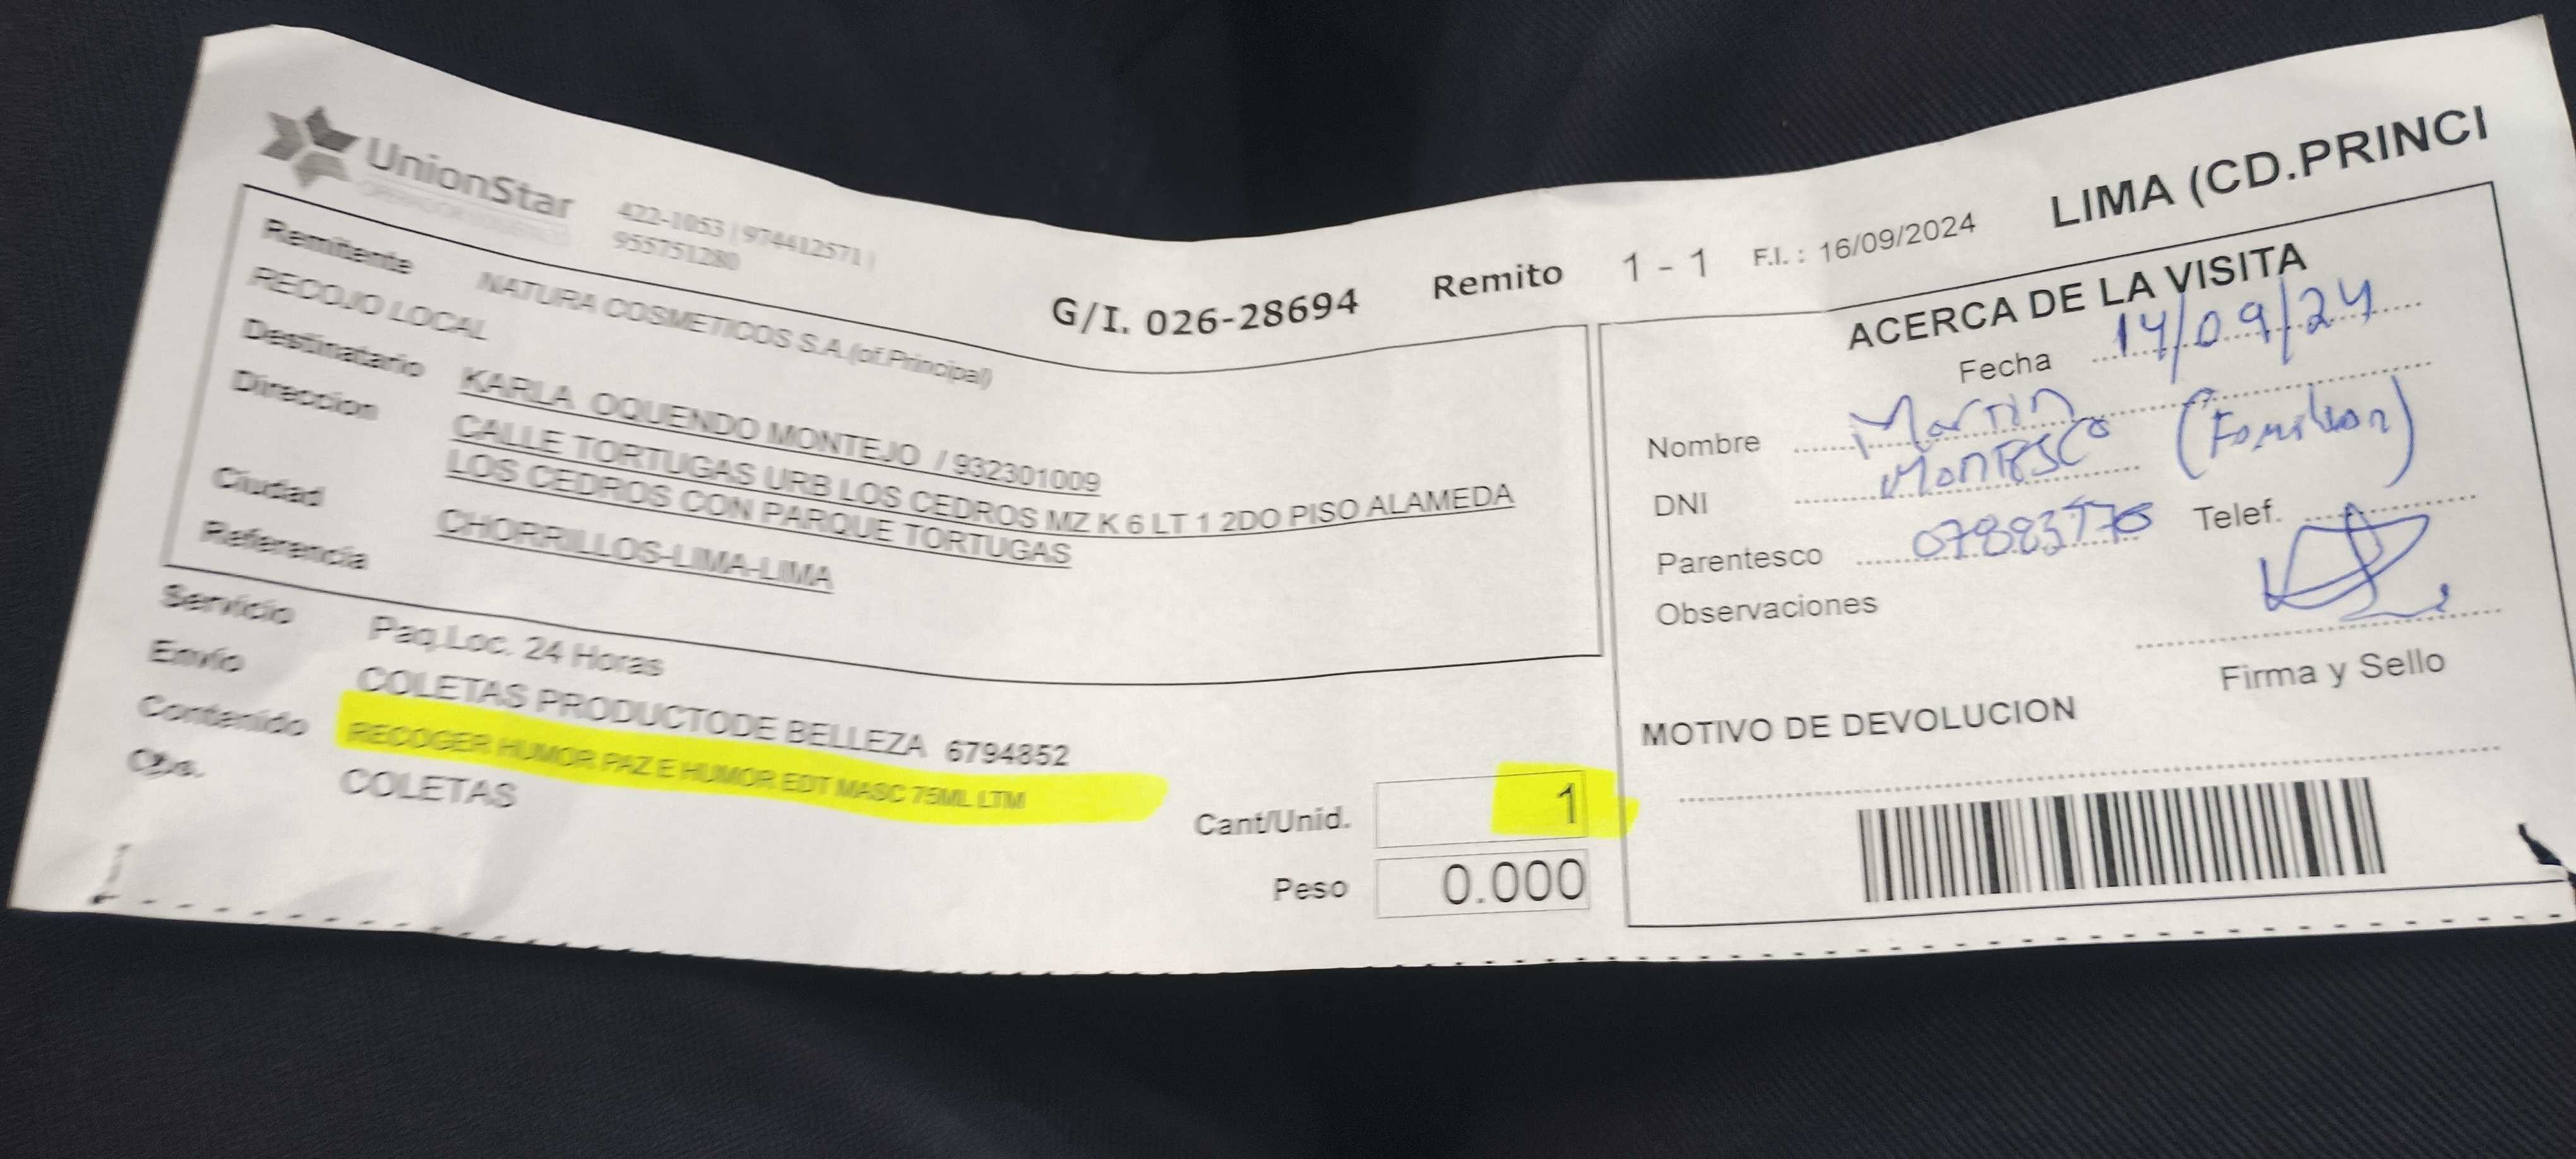 UnionStar
422-1053 | 974412571 |
955751280
G/I. 026-28694 Remito 1 - 1 F.I. : 16/09/2024 LIMA (CD.PRINCI
Remitente NATURA COSMETICOS S.A.(of.Principal)
RECOJO LOCAL
Destinatario KARLA OQUENDO MONTEJO / 932301009
Direccion CALLE TORTUGAS URB LOS CEDROS MZ K 6 LT 1 2DO PISO ALAMEDA
LOS CEDROS CON PARQUE TORTUGAS
Ciudad CHORRILLOS-LIMA-LIMA
Referencia
Servicio Paq.Loc. 24 Horas
Envío COLETAS PRODUCTODE BELLEZA 6794852
Contenido RECOGER HUMOR PAZ E HUMOR EDT MASC 75ML LTM
Obs. COLETAS
Cant/Unid. 1
Peso 0.000
ACERCA DE LA VISITA
Fecha 14/09/24
Nombre Martin
DNI (Familiar)
Parentesco Telef.
Observaciones
Firma y Sello
MOTIVO DE DEVOLUCION